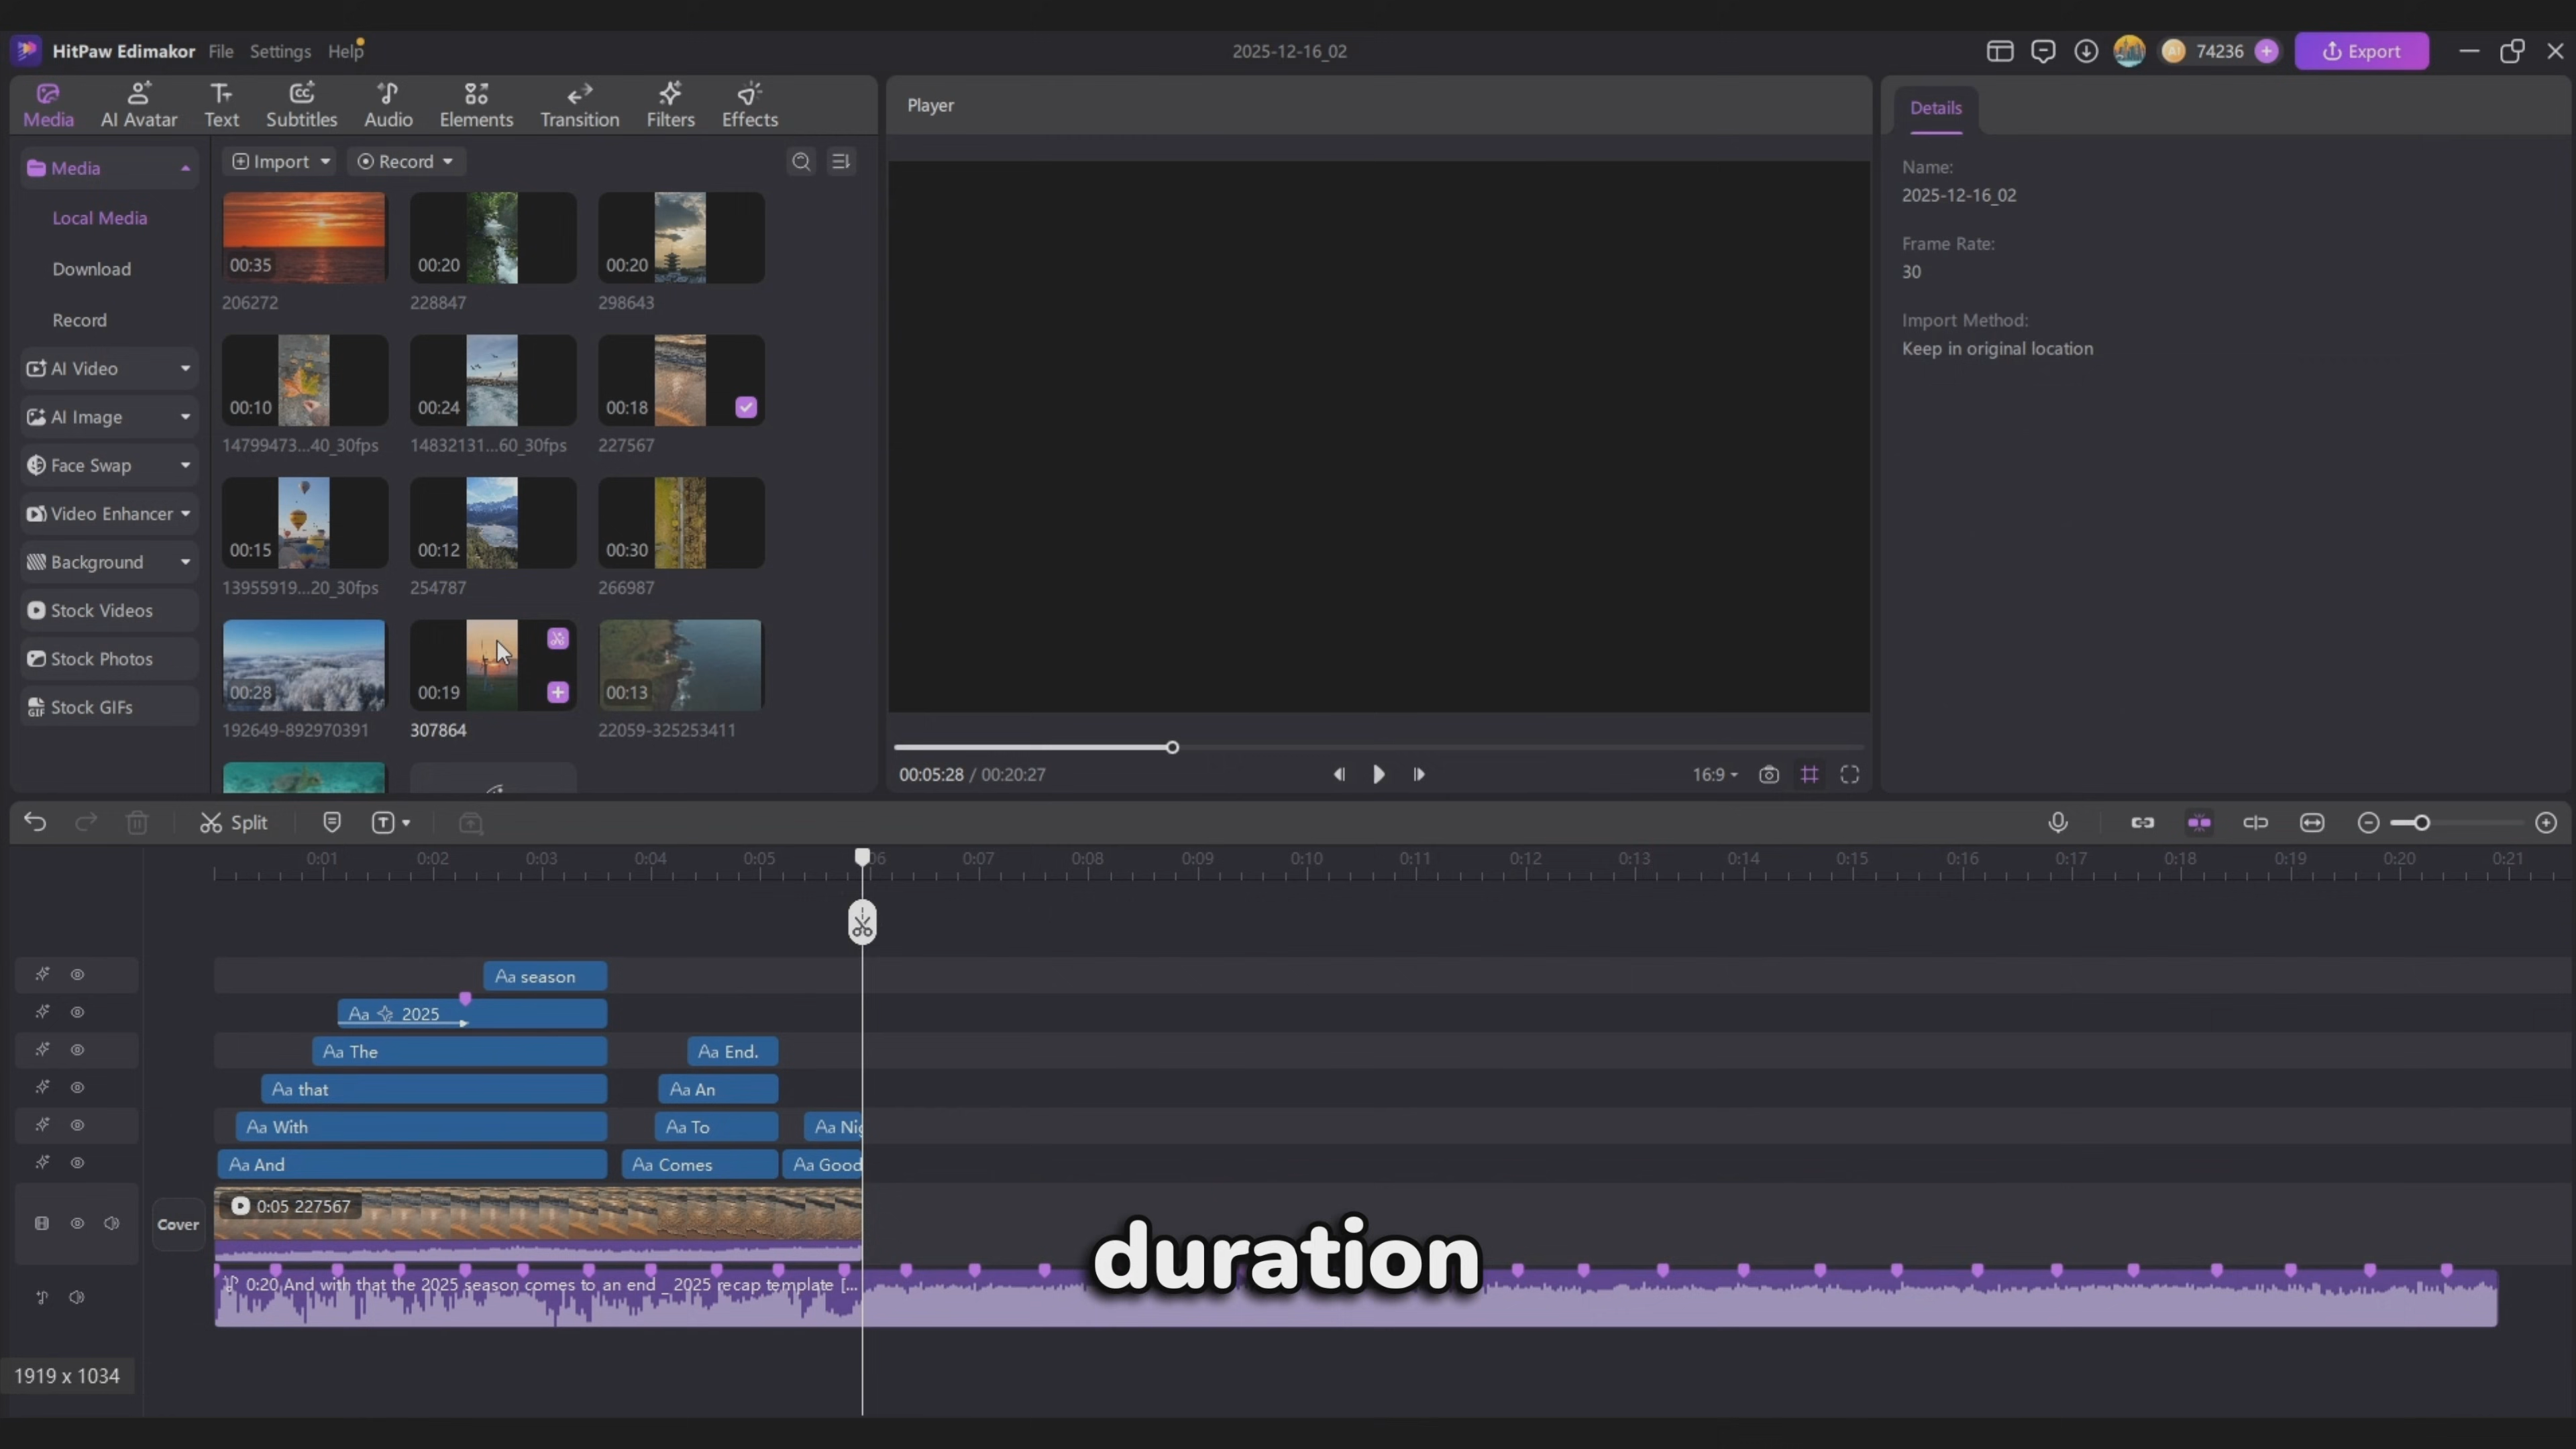 HitPaw Edimakor File Settings Help
2025-12-16_02
74236
Export
Media
AI Avatar
Text
Subtitles
Audio
Elements
Transition
Filters
Effects
Media
Local Media
Download
Record
AI Video
AI Image
Face Swap
Video Enhancer
Background
Stock Videos
Stock Photos
Stock GIFs
Import
Record
00:35
206272
00:20
228847
00:20
298643
00:10
14799473...40_30fps
00:24
14832131...60_30fps
00:18
227567
00:15
13955919...20_30fps
00:12
254787
00:30
266987
00:28
192649-892970391
00:19
307864
00:13
22059-325253411
Player
00:05:28 / 00:20:27
16:9
Details
Name:
2025-12-16_02
Frame Rate:
30
Import Method:
Keep in original location
Split
0:01 0:02 0:03 0:04 0:05 06 0:07 0:08 0:09 0:10 0:11 0:12 0:13 0:14 0:15 0:16 0:17 0:18 0:19 0:20 0:21
Aa season
Aa 2025
Aa The
Aa End.
Aa that
Aa An
Aa With
Aa To
Aa Nig
Aa And
Aa Comes
Aa Good
Cover
0:05 227567
duration
0:20 And with that the 2025 season comes to an end _ 2025 recap template [...
1919 x 1034